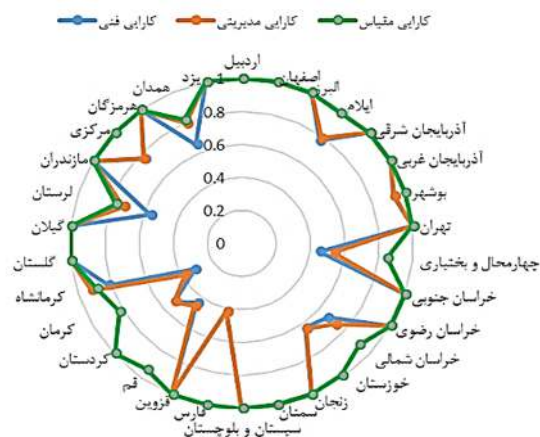 کارایی مقیاس کارایی مدیریتی کارایی فنی
اردبیل
اصفهان
البرز
ایلام
آذربایجان شرقی
آذربایجان غربی
بوشهر
تهران
چهارمحال و بختیاری
خراسان جنوبی
خراسان رضوی
خراسان شمالی
خوزستان
زنجان
سمنان
سیستان و بلوچستان
فارس
قزوین
قم
کردستان
کرمان
کرمانشاه
گلستان
گیلان
لرستان
مازندران
مرکزی
هرمزگان
همدان
یزد
1
0.8
0.6
0.4
0.2
0